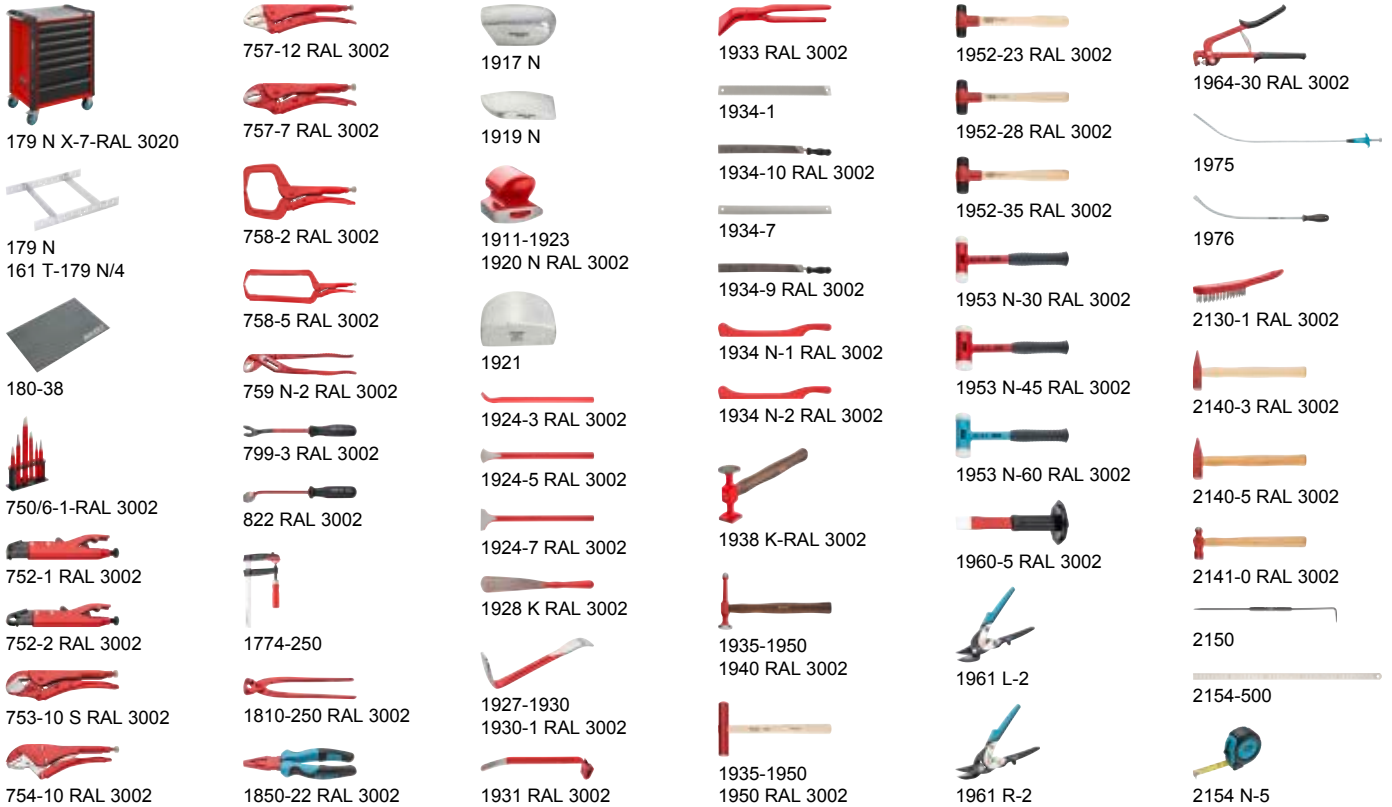 179 N X-7-RAL 3020
179 N
161 T-179 N/4
180-38
750/6-1-RAL 3002
752-1 RAL 3002
752-2 RAL 3002
753-10 S RAL 3002
754-10 RAL 3002
757-12 RAL 3002
757-7 RAL 3002
758-2 RAL 3002
758-5 RAL 3002
759 N-2 RAL 3002
799-3 RAL 3002
822 RAL 3002
1774-250
1810-250 RAL 3002
1850-22 RAL 3002
1917 N
1919 N
1911-1923
1920 N RAL 3002
1921
1924-3 RAL 3002
1924-5 RAL 3002
1924-7 RAL 3002
1928 K RAL 3002
1927-1930
1930-1 RAL 3002
1931 RAL 3002
1933 RAL 3002
1934-1
1934-10 RAL 3002
1934-7
1934-9 RAL 3002
1934 N-1 RAL 3002
1934 N-2 RAL 3002
1938 K-RAL 3002
1935-1950
1940 RAL 3002
1935-1950
1950 RAL 3002
1952-23 RAL 3002
1952-28 RAL 3002
1952-35 RAL 3002
1953 N-30 RAL 3002
1953 N-45 RAL 3002
1953 N-60 RAL 3002
1960-5 RAL 3002
1961 L-2
1961 R-2
1964-30 RAL 3002
1975
1976
2130-1 RAL 3002
2140-3 RAL 3002
2140-5 RAL 3002
2141-0 RAL 3002
2150
2154-500
2154 N-5